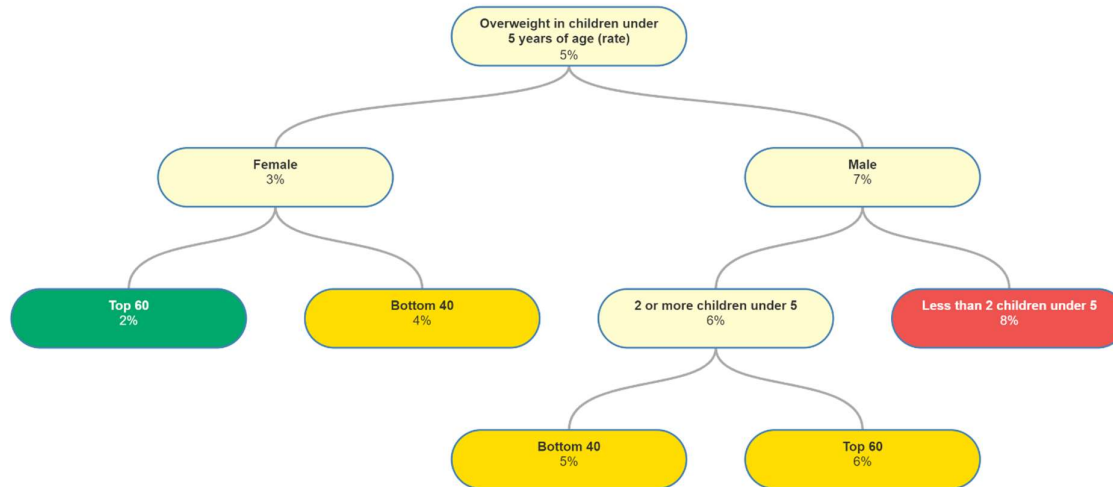 Overweight in children under
5 years of age (rate)
5%
Female
3%
Male
7%
Top 60
2%
Bottom 40
4%
2 or more children under 5
6%
Less than 2 children under 5
8%
Bottom 40
5%
Top 60
6%